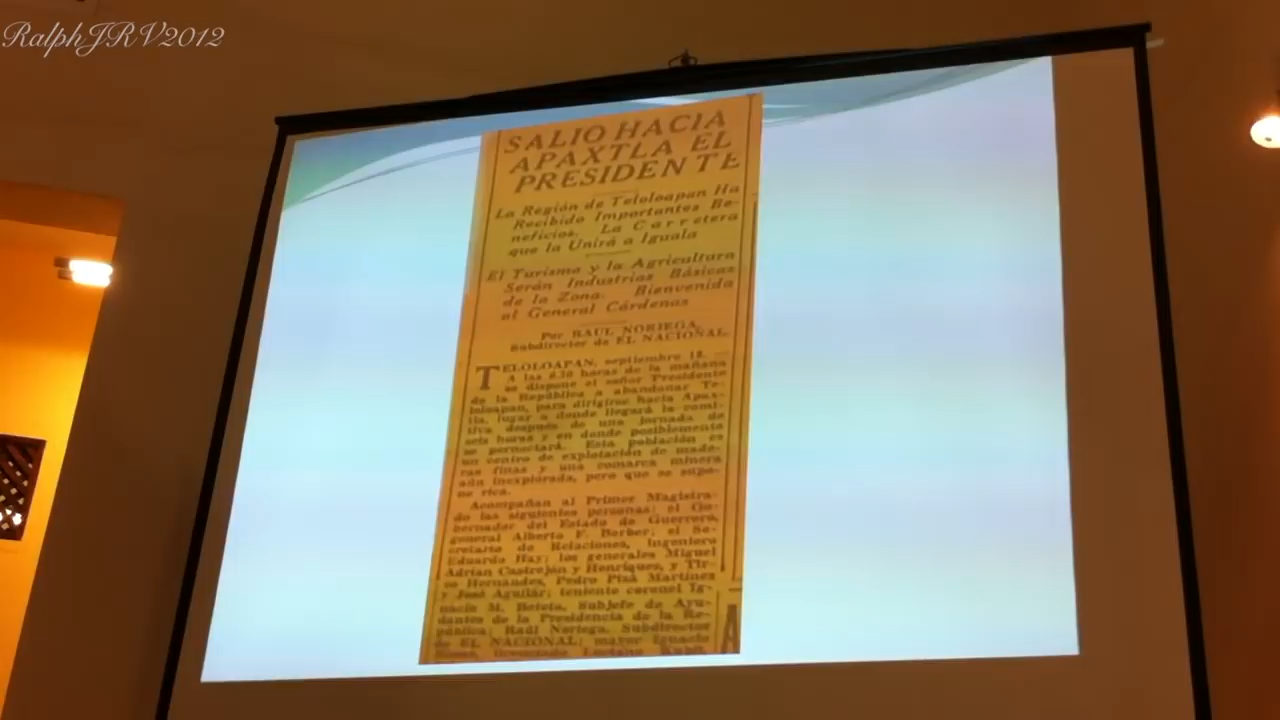 RalphJRV2012
SALIO HACIA
APAXTLA EL
PRESIDENTE
La Región de Teloloapan Ha
Recibido Importantes Be-
neficios. La Carretera
que la Unirá a Iguala
El Turismo y la Agricultura
Serán Industrias Básicas
de la Zona. Bienvenida
al General Cárdenas
Por RAUL NORIEGA,
Subdirector de EL NACIONAL.
TELOLOAPAN, septiembre 18.
A las 6.30 horas de la mañana
se dispone el señor Presidente
de la República a abandonar Te-
loloapan, para dirigirse hacia Apax-
tla, lugar a donde llegará la comi-
tiva después de una jornada de
seis horas y en donde posiblemente
se pernoctará. Esta población es
un centro de explotación de made-
ras finas y una comarca minera
aún inexplorada, pero que se supo-
ne rica.
Acompañan al Primer Magistra-
do las siguientes personas: el Go-
bernador del Estado de Guerrero,
general Alberto F. Berber; el Se-
cretario de Relaciones, Ingeniero
Eduardo Hay; los generales Miguel
Adrián Castrejón y Henríquez, y Tir-
so Hernández, Pedro Pizá Martínez
y José Aguilár; teniente coronel Ig-
nacio M. Beteta, Subjefe de Ayu-
dantes de la Presidencia de la Re-
pública; Raúl Noriega, Subdirector
de EL NACIONAL; mayor Ignacio
licenciado Luciano